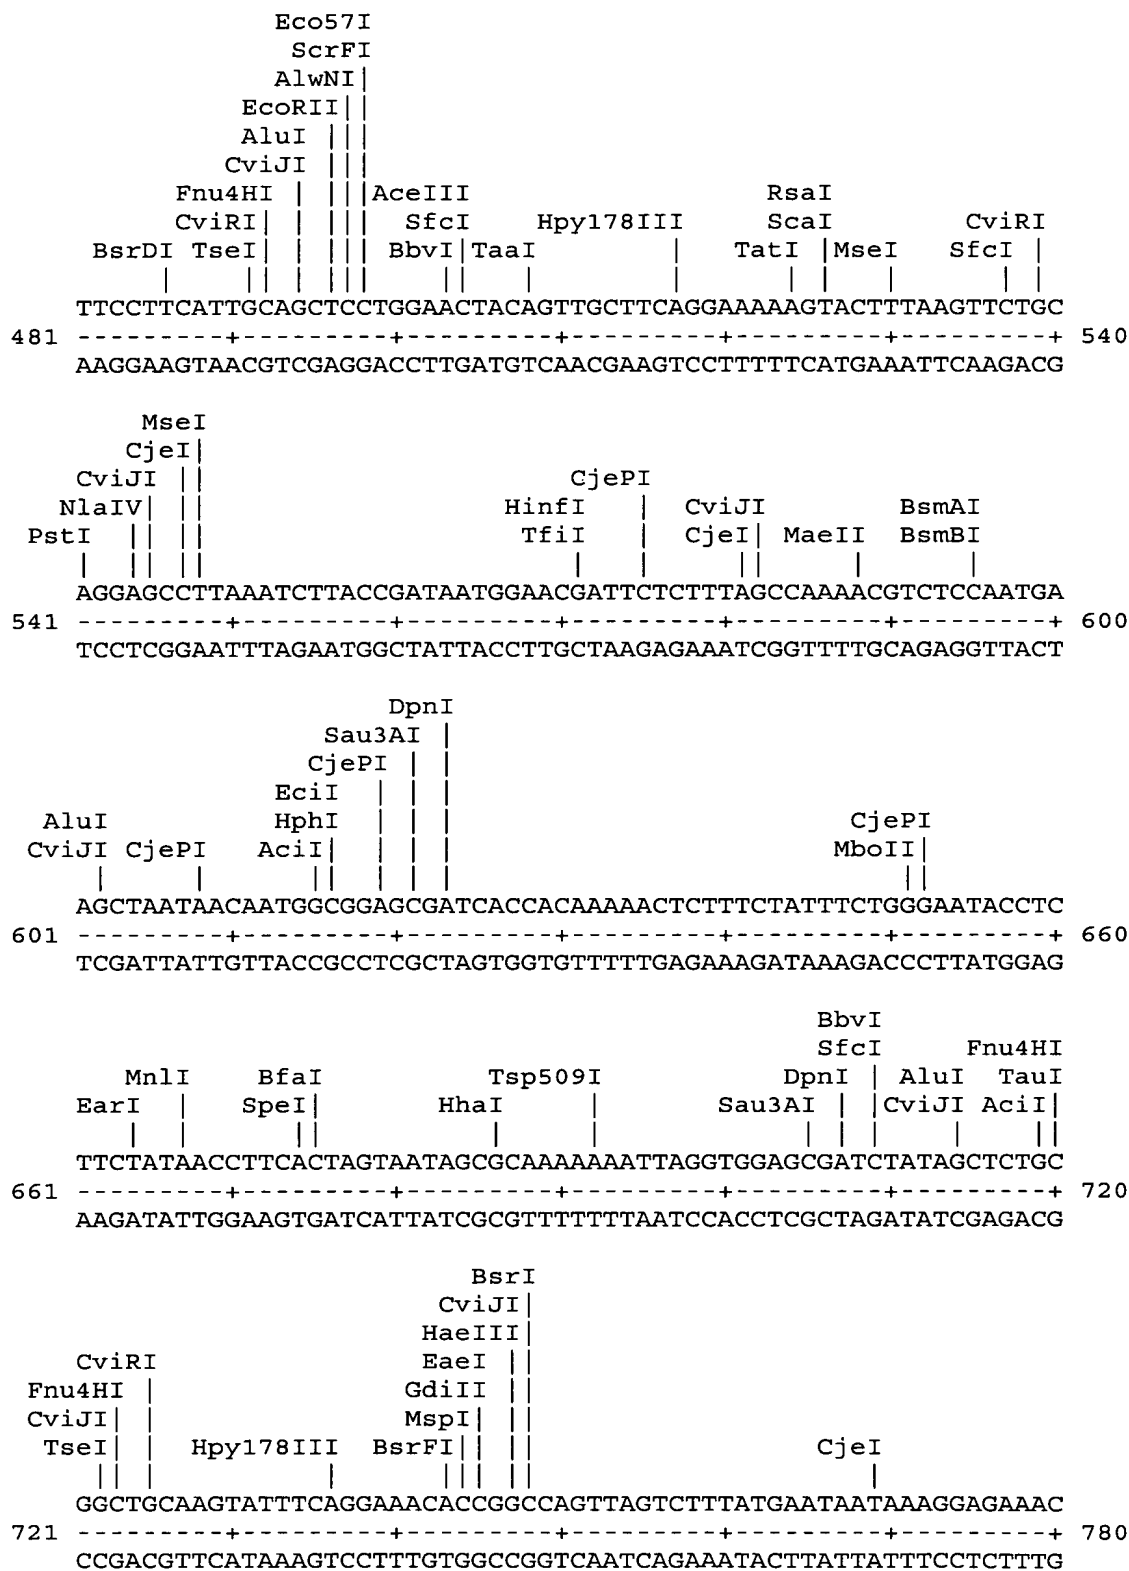 Eco57I
ScrFI
AlwNI|
EcoRII||
AluI | ||
CviJI | ||
Fnu4HI | | || AceIII RsaI
CviRI | | | || SfcI Hpy178III ScaI CviRI
BsrDI TseI| | | || BbvI|TaaI | TatI | MseI SfcI |
| || | | || || | | | | | | |
TTCCTTCATTGCAGCTCCTGGAACTACAGTTGCTTCAGGAAAAAGTACTTTAAGTTCTGC
481 ---------+---------+---------+---------+---------+---------+ 540
AAGGAAGTAACGTCGAGGACCTTGATGTCAACGAAGTCCTTTTTCATGAAATTCAAGACG
MseI
CjeI|
CviJI || CjePI
NlaIV| || HinfI | CviJI BsmAI
PstI || || TfiI | CjeI| MaeII BsmBI
| || || | | || | |
AGGAGCCTTAAATCTTACCGATAATGGAACGATTCTCTTTAGCCAAAACGTCTCCAATGA
541 ---------+---------+---------+---------+---------+---------+ 600
TCCTCGGAATTTAGAATGGCTATTACCTTGCTAAGAGAAATCGGTTTTGCAGAGGTTACT
DpnI
Sau3AI |
CjePI | |
EciI | | |
AluI HphI | | | CjePI
CviJI CjePI AciI| | | | MboII|
| | || | | | ||
AGCTAATAACAATGGCGGAGCGATCACCACAAAAACTCTTTCTATTTCTGGGAATACCTC
601 ---------+---------+---------+---------+---------+---------+ 660
TCGATTATTGTTACCGCCTCGCTAGTGGTGTTTTTGAGAAAGATAAAGACCCTTATGGAG
BbvI
SfcI Fnu4HI
MnlI BfaI Tsp509I DpnI | AluI TauI
EarI | SpeI| HhaI | Sau3AI | | CviJI AciI|
| | || | | | | | | ||
TTCTATAACCTTCACTAGTAATAGCGCAAAAAAATTAGGTGGAGCGATCTATAGCTCTGC
661 ---------+---------+---------+---------+---------+---------+ 720
AAGATATTGGAAGTGATCATTATCGCGTTTTTTTAATCCACCTCGCTAGATATCGAGACG
BsrI
CviJI|
HaeIII|
CviRI EaeI ||
Fnu4HI | GdiII ||
CviJI| | MspI| ||
TseI| | Hpy178III BsrFI|| || CjeI
|| | | ||| || |
GGCTGCAAGTATTTCAGGAAACACCGGCCAGTTAGTCTTTATGAATAATAAAGGAGAAAC
721 ---------+---------+---------+---------+---------+---------+ 780
CCGACGTTCATAAAGTCCTTTGTGGCCGGTCAATCAGAAATACTTATTATTTCCTCTTTG